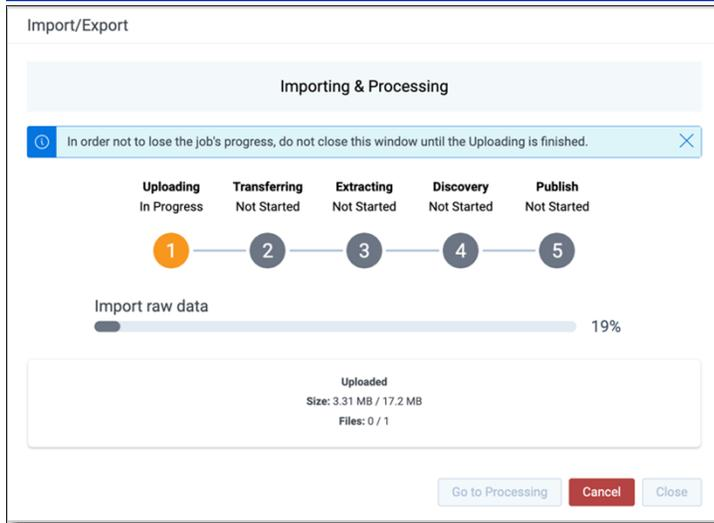 Import/Export
Importing & Processing
In order not to lose the job's progress, do not close this window until the Uploading is finished.
Uploading Transferring Extracting Discovery Publish
In Progress Not Started Not Started Not Started Not Started
1 2 3 4 5
Import raw data
19%
Uploaded
Size: 3.31 MB / 17.2 MB
Files: 0 / 1
Go to Processing Cancel Close